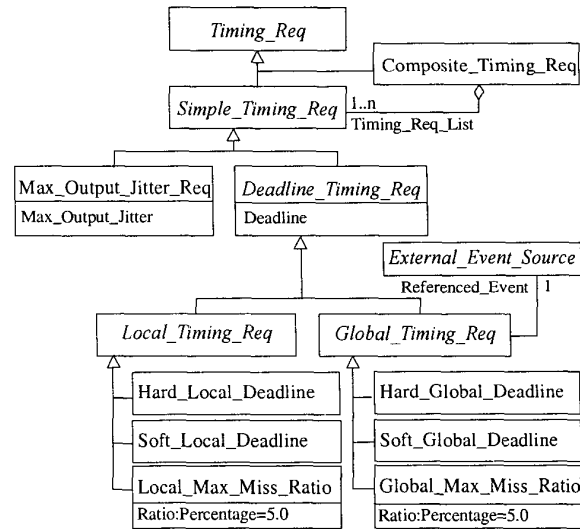 Timing_Req
Composite_Timing_Req
Simple_Timing_Req
1..n
Timing_Req_List
Max_Output_Jitter_Req
Max_Output_Jitter
Deadline_Timing_Req
Deadline
External_Event_Source
Referenced_Event
1
Local_Timing_Req
Global_Timing_Req
Hard_Local_Deadline
Hard_Global_Deadline
Soft_Local_Deadline
Soft_Global_Deadline
Local_Max_Miss_Ratio
Ratio:Percentage=5.0
Global_Max_Miss_Ratio
Ratio:Percentage=5.0